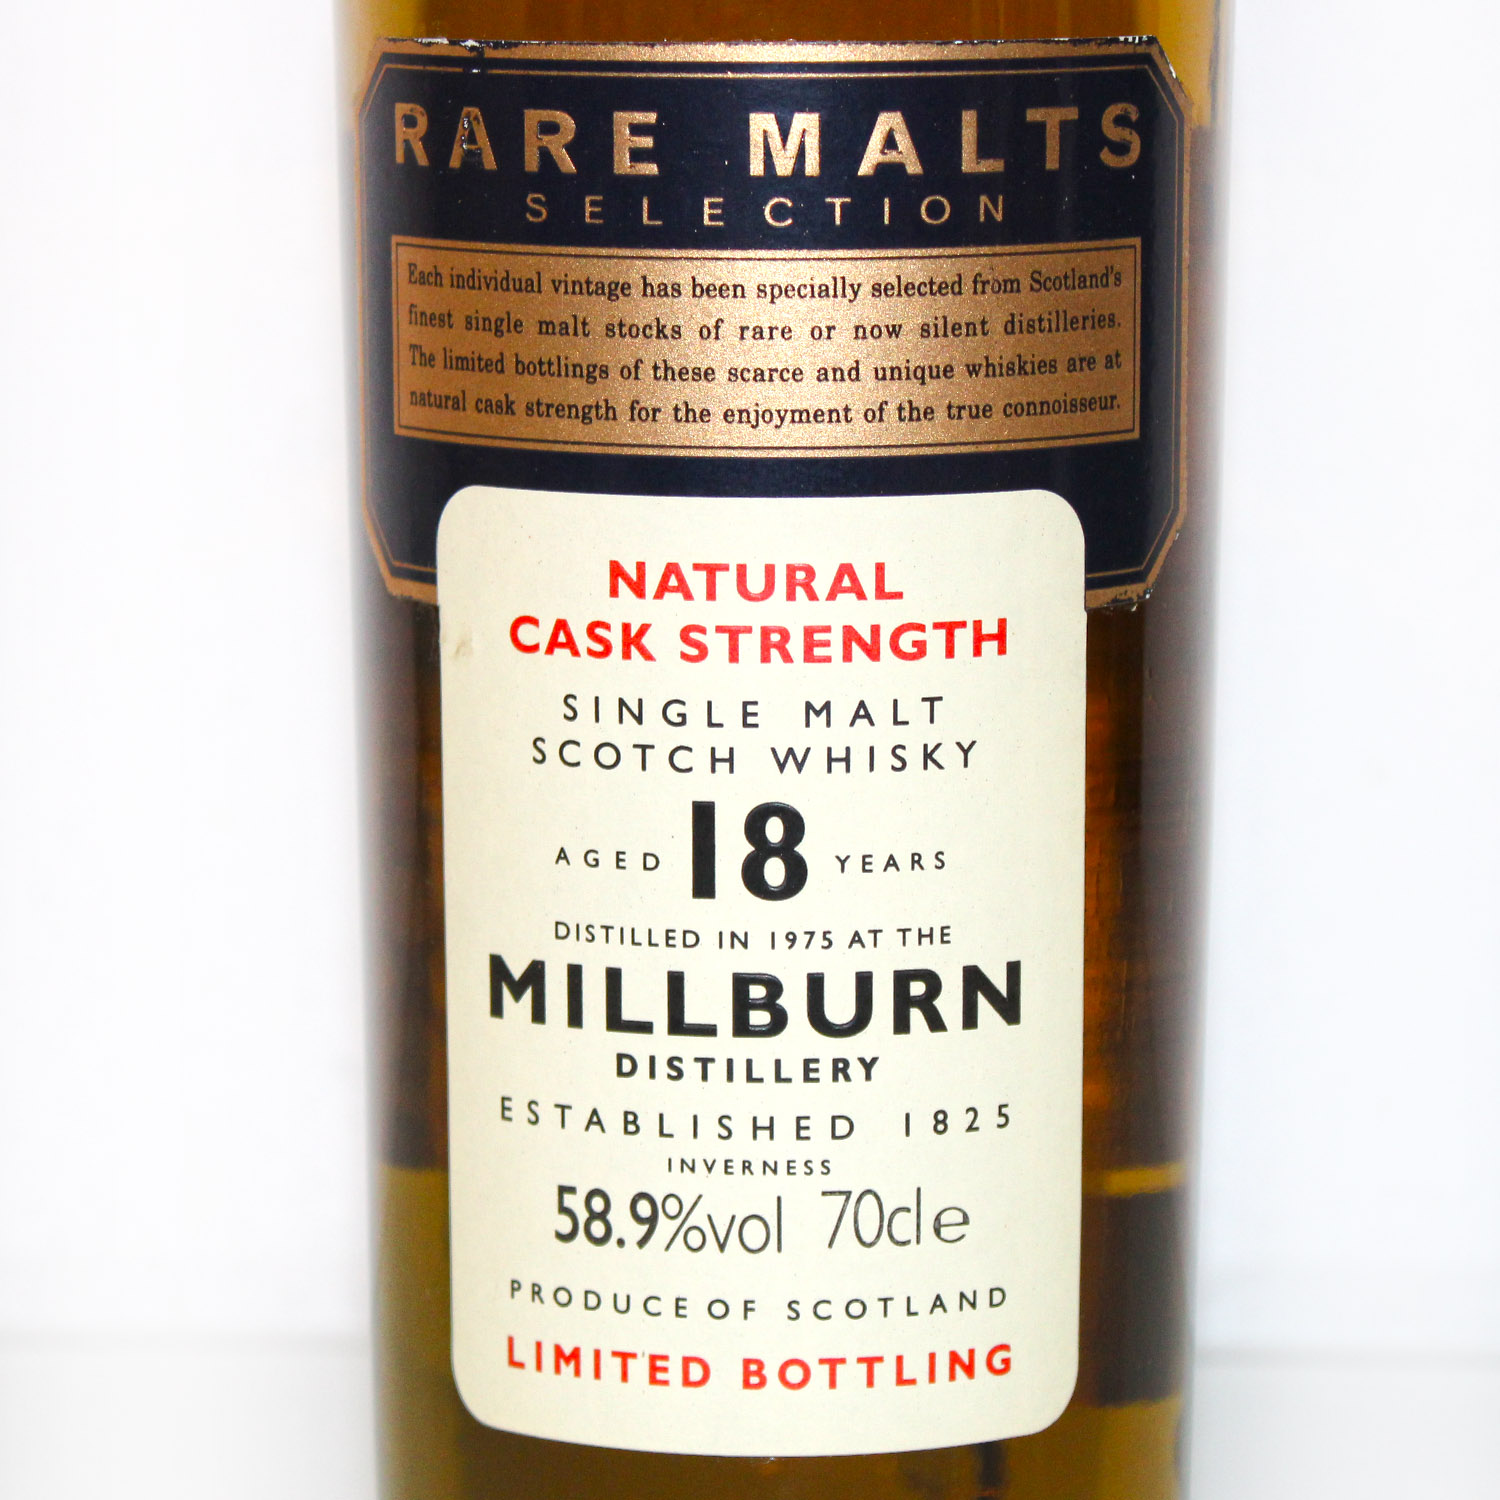 RARE MALTS
SELECTION
Each individual vintage has been specially selected from Scotland's
finest single malt stocks of rare or now silent distilleries.
The limited bottlings of these scarce and unique whiskies are at
natural cask strength for the enjoyment of the true connoisseur.
NATURAL
CASK STRENGTH
SINGLE MALT
SCOTCH WHISKY
AGED 18 YEARS
DISTILLED IN 1975 AT THE
MILLBURN
DISTILLERY
ESTABLISHED 1825
INVERNESS
58.9%vol 70cl e
PRODUCE OF SCOTLAND
LIMITED BOTTLING